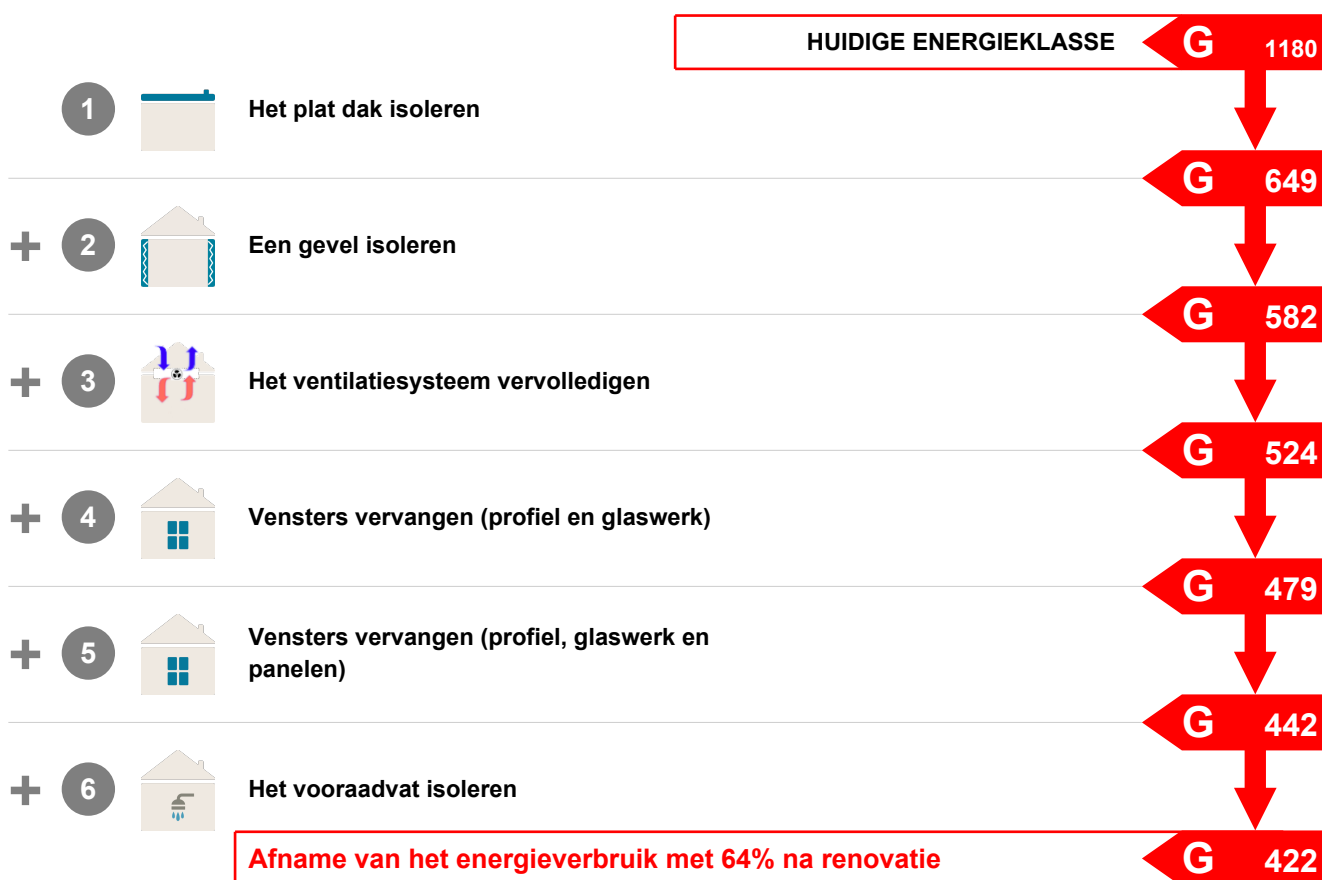 HUIDIGE ENERGIEKLASSE G 1180
1 Het plat dak isoleren
G 649
+ 2 Een gevel isoleren
G 582
+ 3 Het ventilatiesysteem vervolledigen
G 524
+ 4 Vensters vervangen (profiel en glaswerk)
G 479
+ 5 Vensters vervangen (profiel, glaswerk en
panelen)
G 442
+ 6 Het vooraadvat isoleren
Afname van het energieverbruik met 64% na renovatie G 422